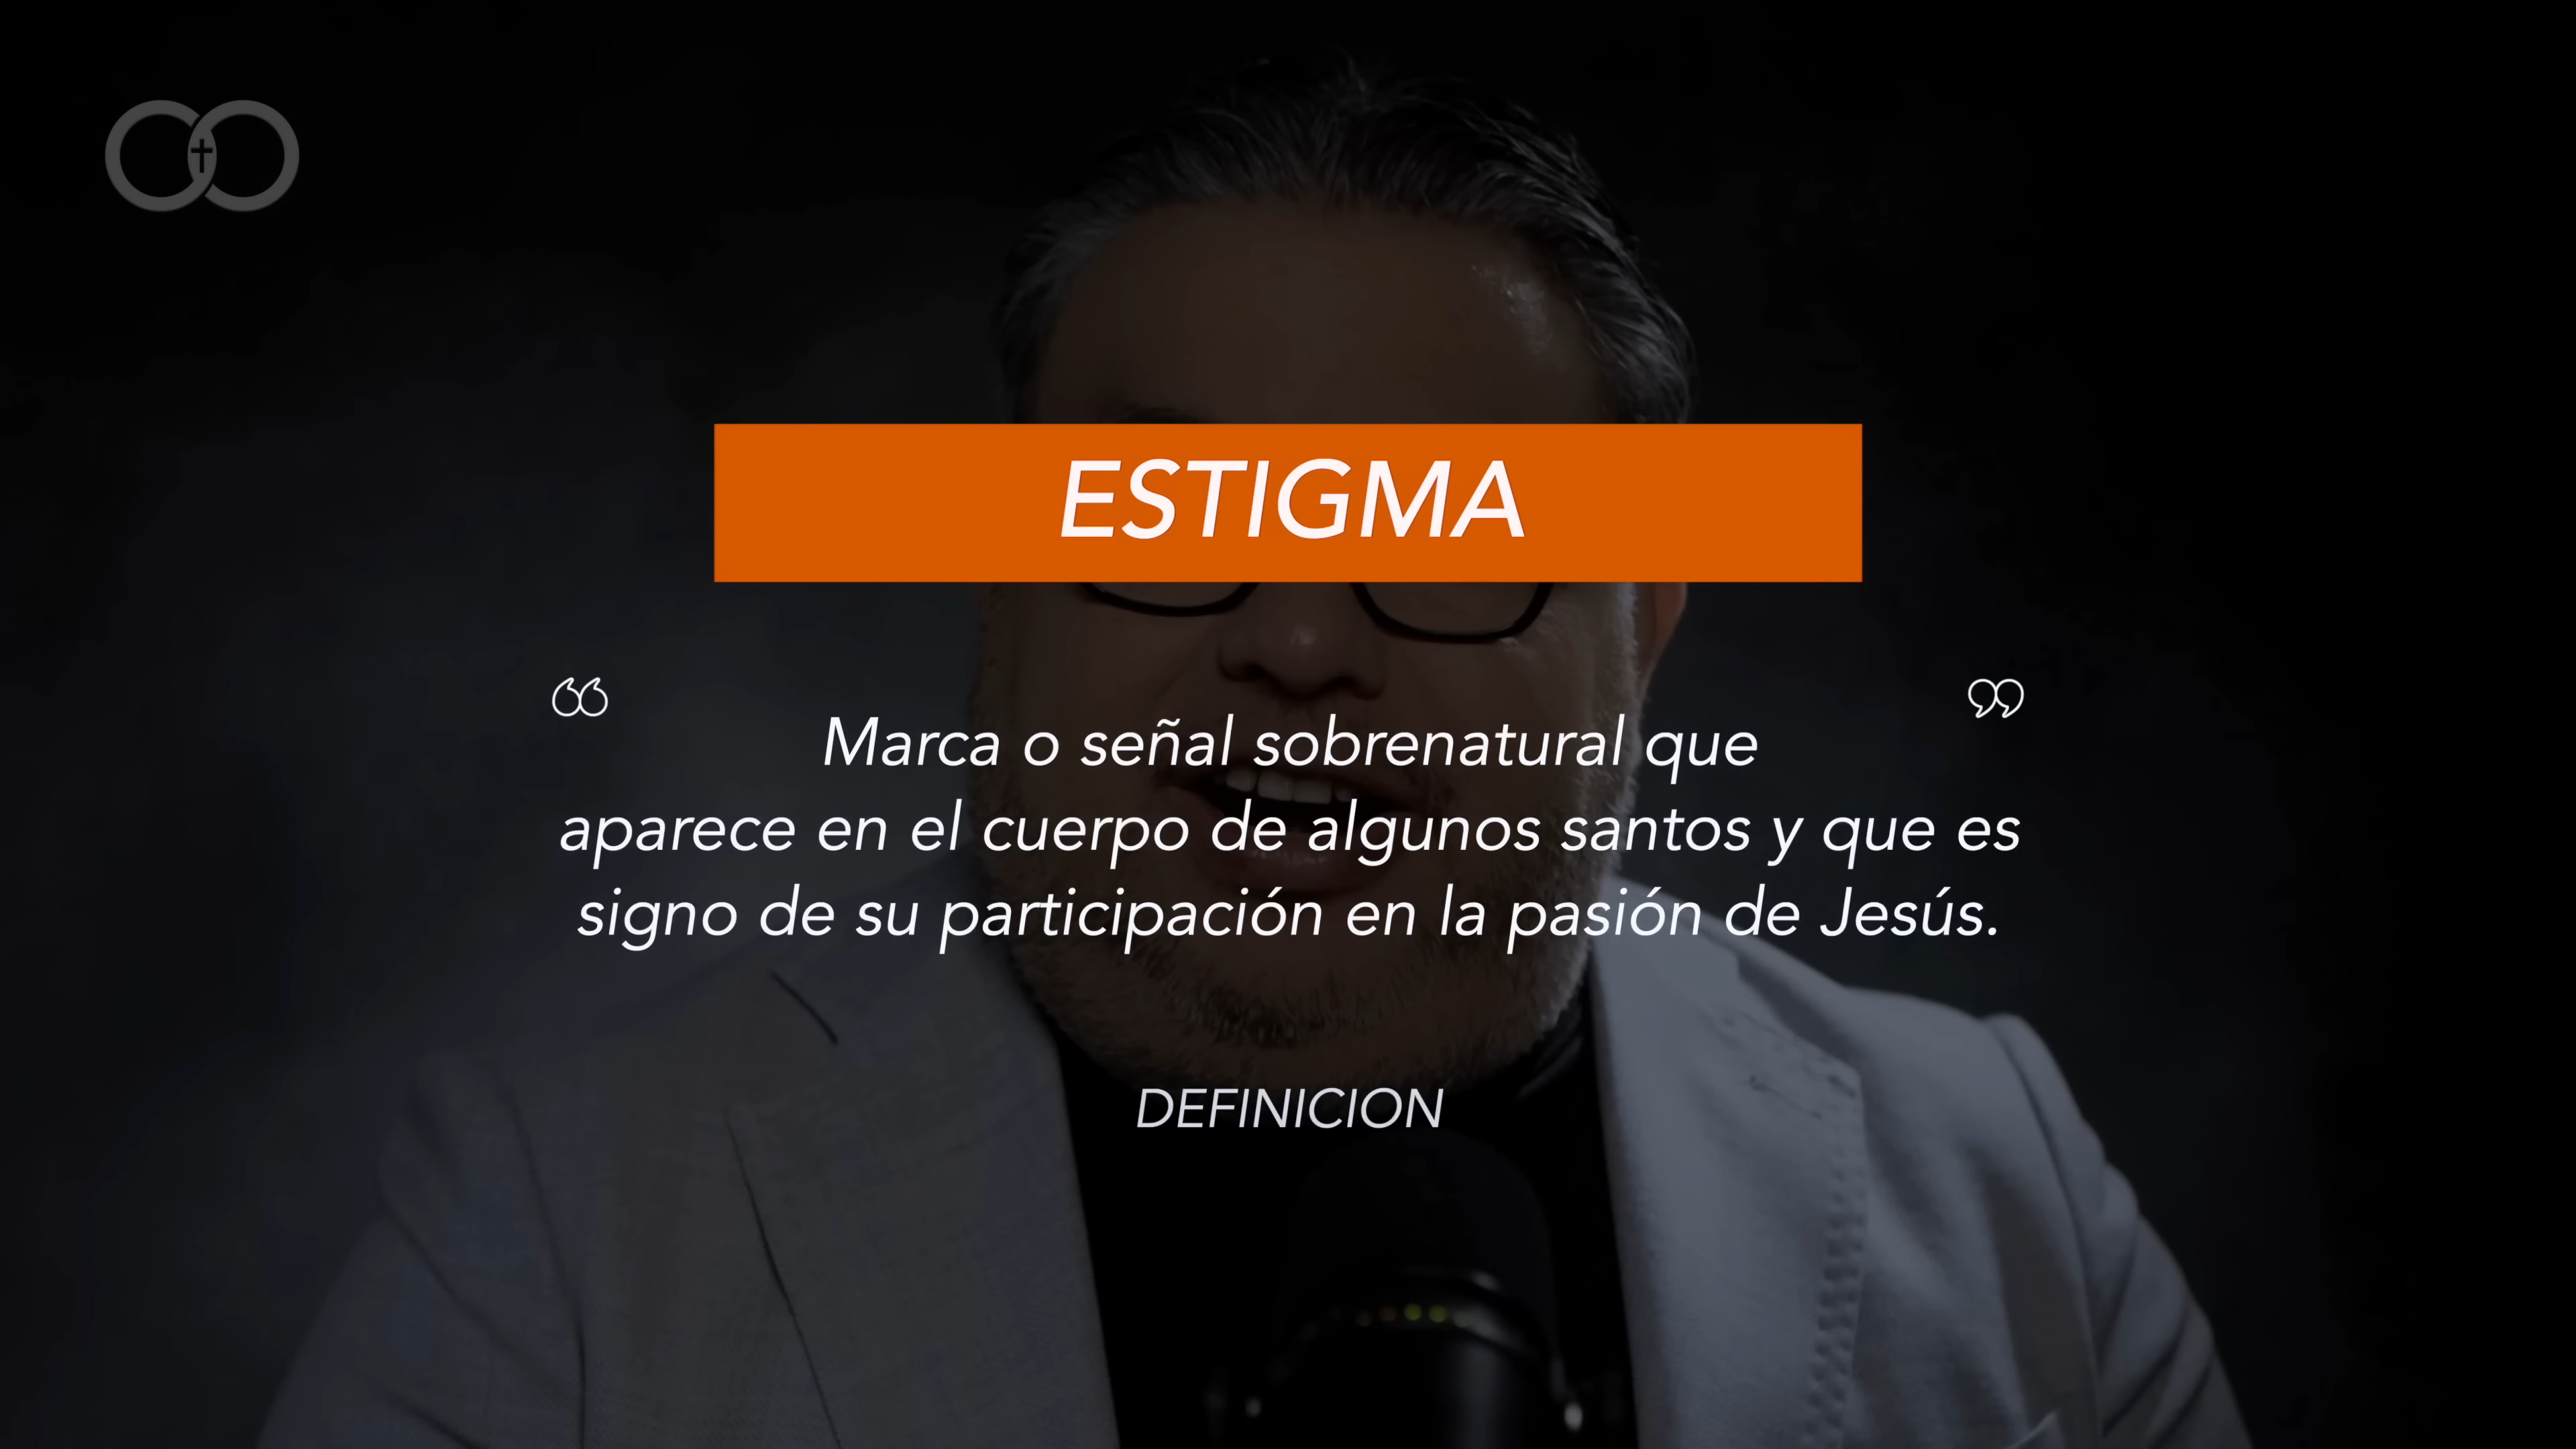 ESTIGMA
“ ”
Marca o señal sobrenatural que
aparece en el cuerpo de algunos santos y que es
signo de su participación en la pasión de Jesús.
DEFINICION